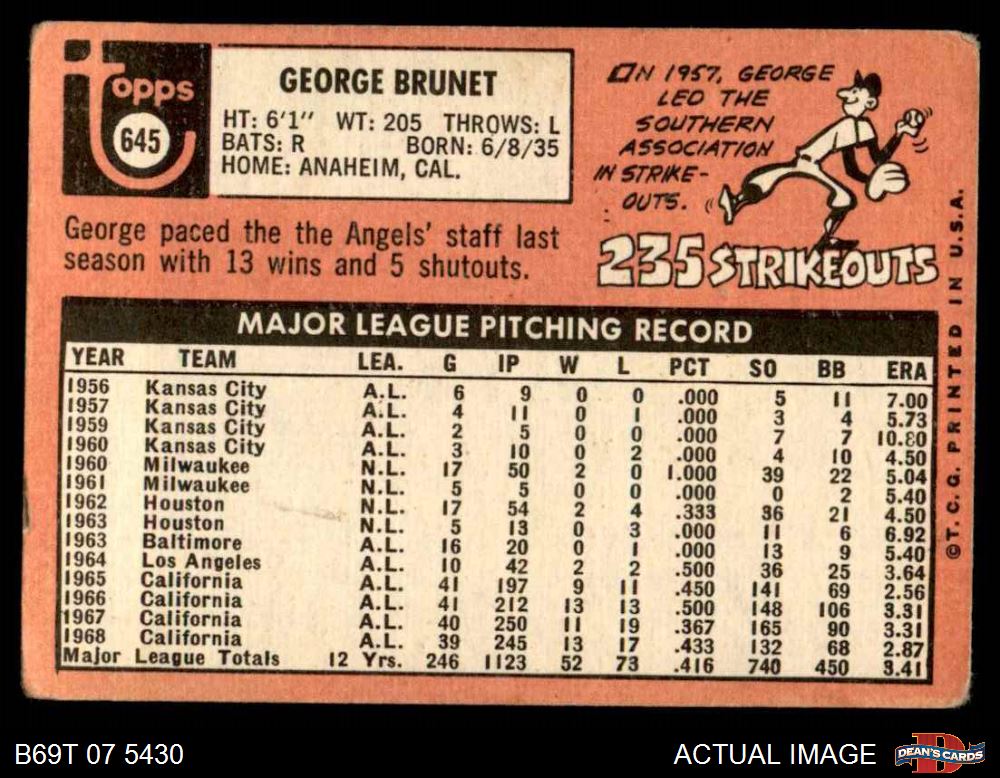 Topps
645
GEORGE BRUNET
HT: 6'1" WT: 205 THROWS: L
BATS: R BORN: 6/8/35
HOME: ANAHEIM, CAL.
George paced the the Angels' staff last
season with 13 wins and 5 shutouts.
IN 1957, GEORGE
LED THE
SOUTHERN
ASSOCIATION
IN STRIKE-
OUTS.
235 STRIKEOUTS
MAJOR LEAGUE PITCHING RECORD
YEAR TEAM LEA. G IP W L PCT SO BB ERA
1956 Kansas City A.L. 6 9 0 0 .000 5 11 7.00
1957 Kansas City A.L. 4 11 0 1 .000 3 4 5.73
1959 Kansas City A.L. 2 5 0 0 .000 7 7 10.80
1960 Kansas City A.L. 3 10 0 2 .000 4 10 4.50
1960 Milwaukee N.L. 17 50 2 0 1.000 39 22 5.04
1961 Milwaukee N.L. 5 5 0 0 .000 0 2 5.40
1962 Houston N.L. 17 54 2 4 .333 36 21 4.50
1963 Houston N.L. 5 13 0 3 .000 11 6 6.92
1963 Baltimore A.L. 16 20 0 1 .000 13 9 5.40
1964 Los Angeles A.L. 10 42 2 2 .500 36 25 3.64
1965 California A.L. 41 197 9 11 .450 141 69 2.56
1966 California A.L. 41 212 13 13 .500 148 106 3.31
1967 California A.L. 40 250 11 19 .367 165 90 3.31
1968 California A.L. 39 245 13 17 .433 132 68 2.87
Major League Totals 12 Yrs. 246 1123 52 73 .416 740 450 3.41
©T.C.G. PRINTED IN U.S.A.
B69T 07 5430
ACTUAL IMAGE
DEAN'S CARDS